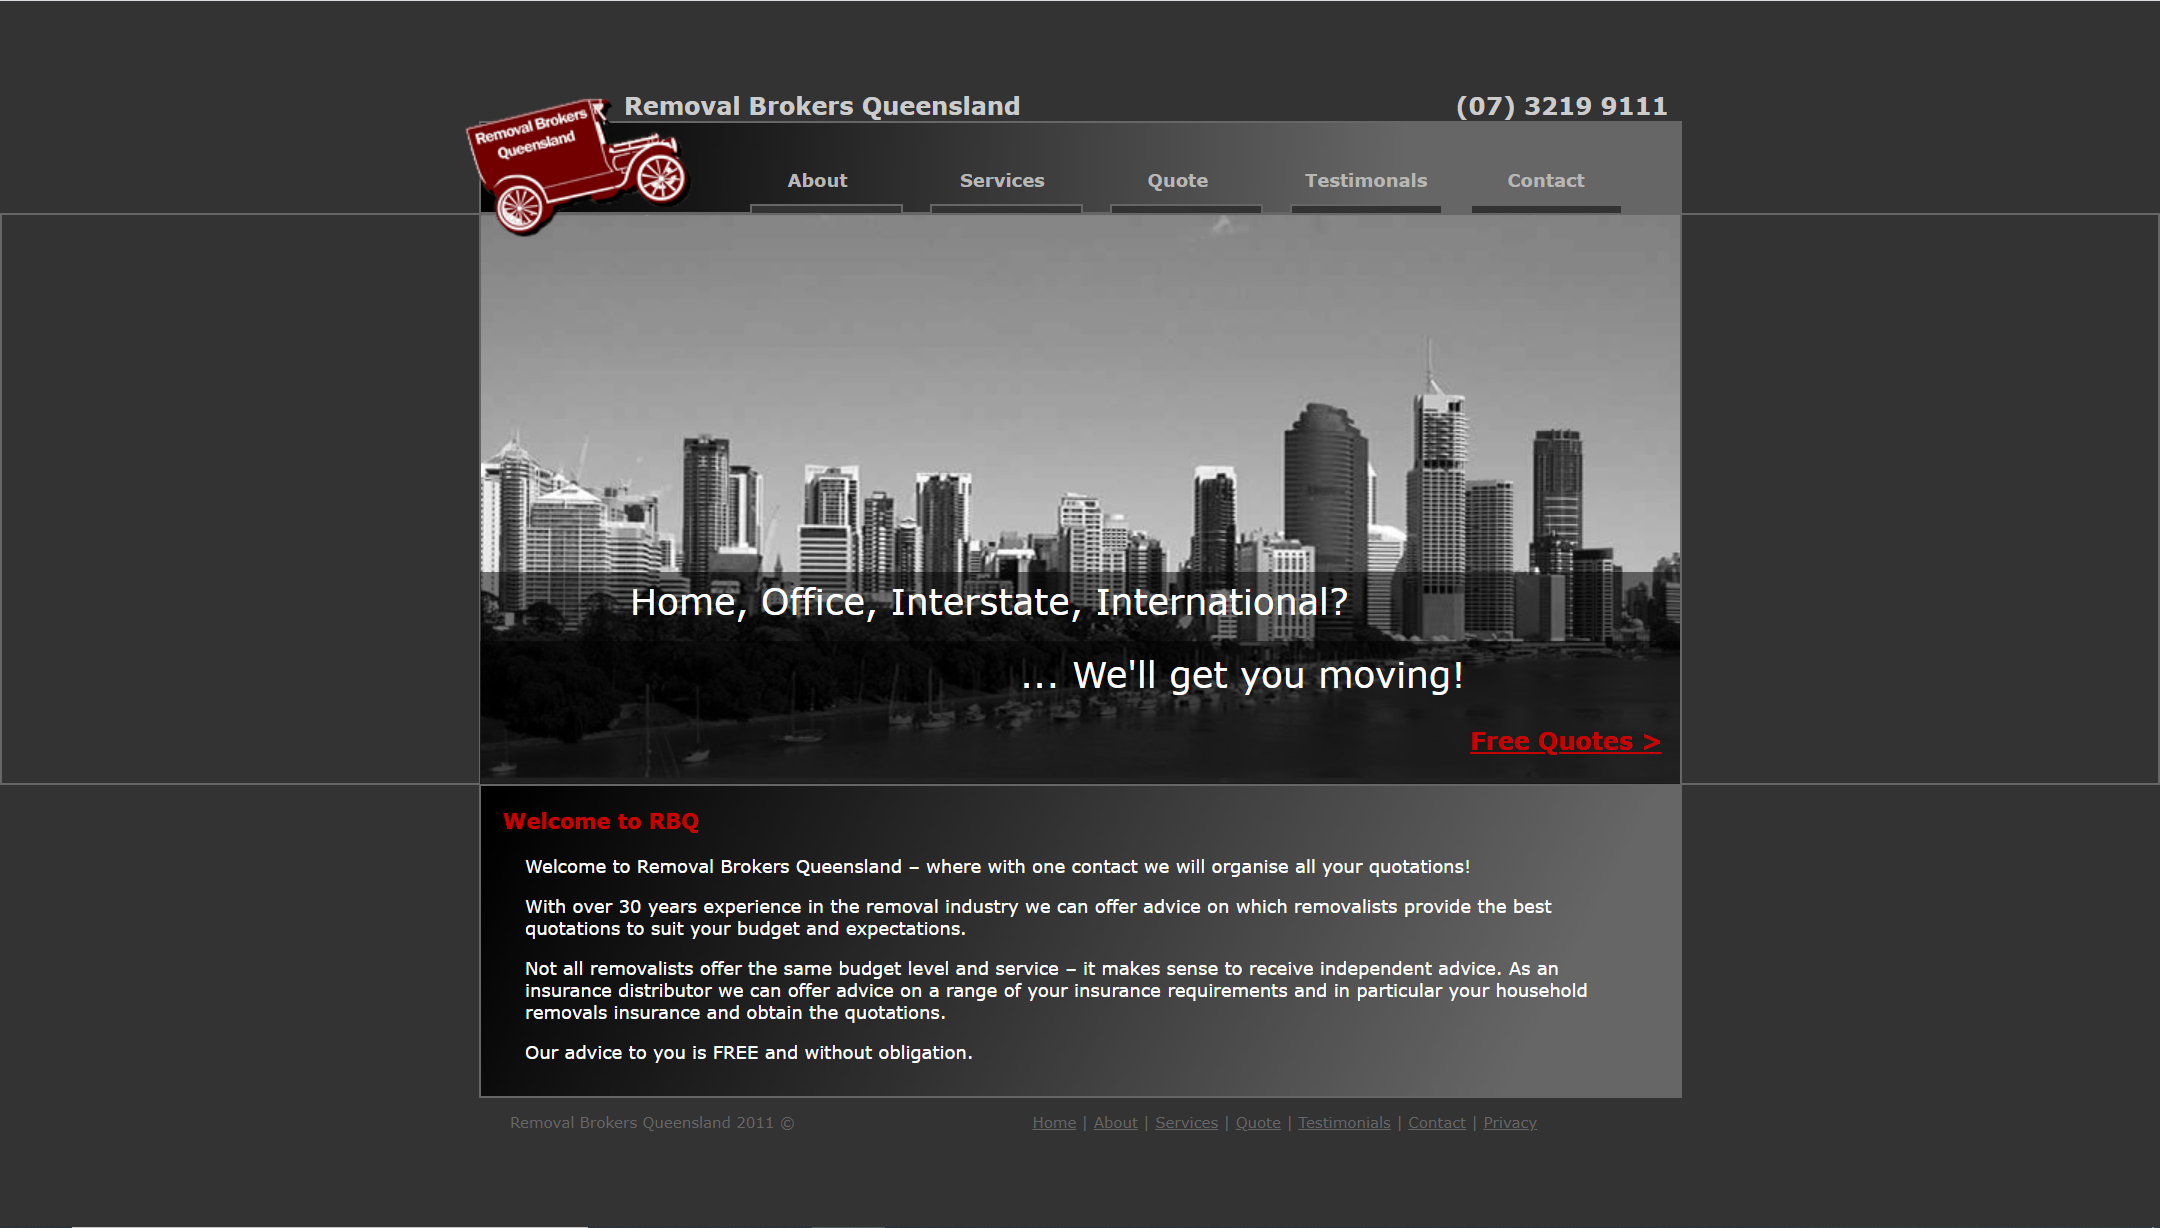 Removal Brokers Queensland
(07) 3219 9111
Removal Brokers
Queensland
About
Services
Quote
Testimonals
Contact
Home, Office, Interstate, International?
... We'll get you moving!
Free Quotes >
Welcome to RBQ
Welcome to Removal Brokers Queensland – where with one contact we will organise all your quotations!
With over 30 years experience in the removal industry we can offer advice on which removalists provide the best
quotations to suit your budget and expectations.
Not all removalists offer the same budget level and service – it makes sense to receive independent advice. As an
insurance distributor we can offer advice on a range of your insurance requirements and in particular your household
removals insurance and obtain the quotations.
Our advice to you is FREE and without obligation.
Removal Brokers Queensland 2011 ©
Home | About | Services | Quote | Testimonials | Contact | Privacy